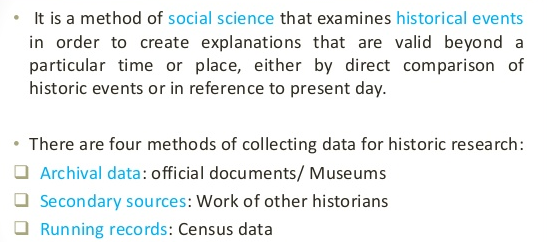 • It is a method of social science that examines historical events
in order to create explanations that are valid beyond a
particular time or place, either by direct comparison of
historic events or in reference to present day.
• There are four methods of collecting data for historic research:
❑ Archival data: official documents/ Museums
❑ Secondary sources: Work of other historians
❑ Running records: Census data